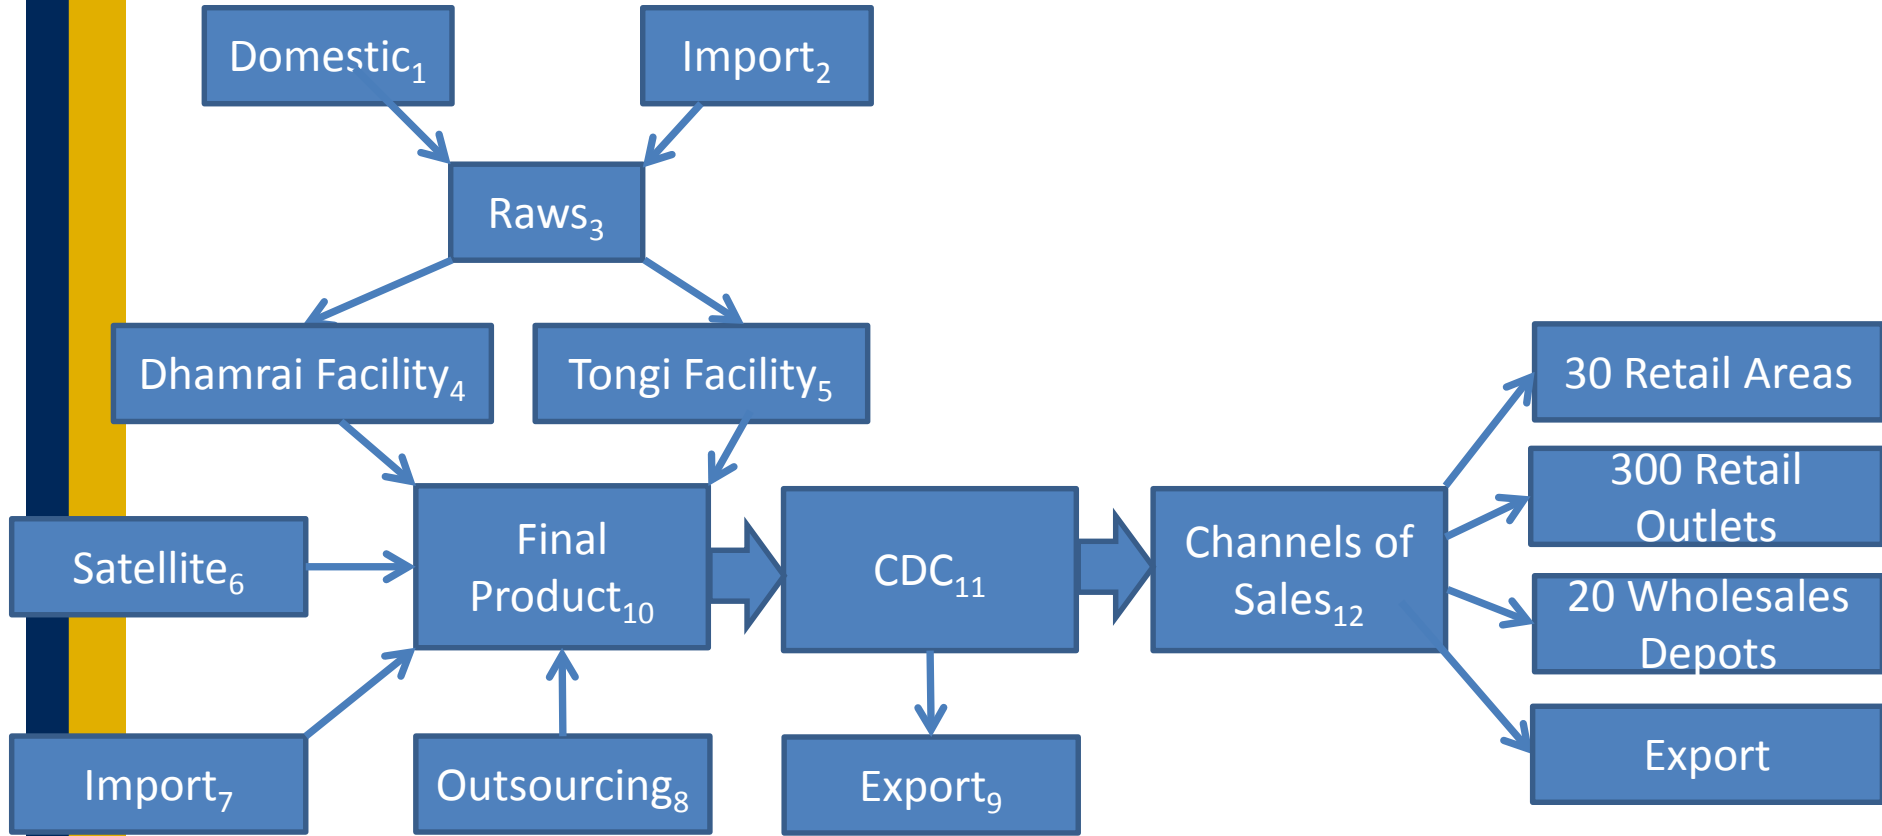 Domestic₁
Import₂
Raws₃
Dhamrai Facility₄
Tongi Facility₅
30 Retail Areas
300 Retail
Outlets
Satellite₆
Final
Product₁₀
CDC₁₁
Channels of
Sales₁₂
20 Wholesales
Depots
Import₇
Outsourcing₈
Export₉
Export